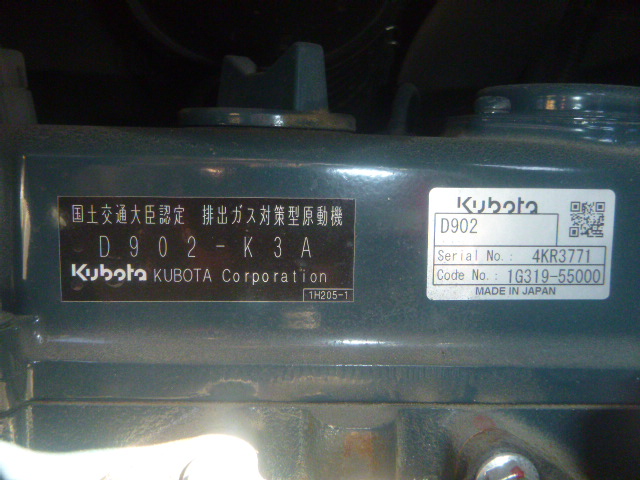 国土交通大臣認定 排出ガス対策型原動機
D902-K3A
Kubota KUBOTA Corporation
1H205-1
Kubota
D902
Serial No.: 4KR3771
Code No.: 1G319-55000
MADE IN JAPAN